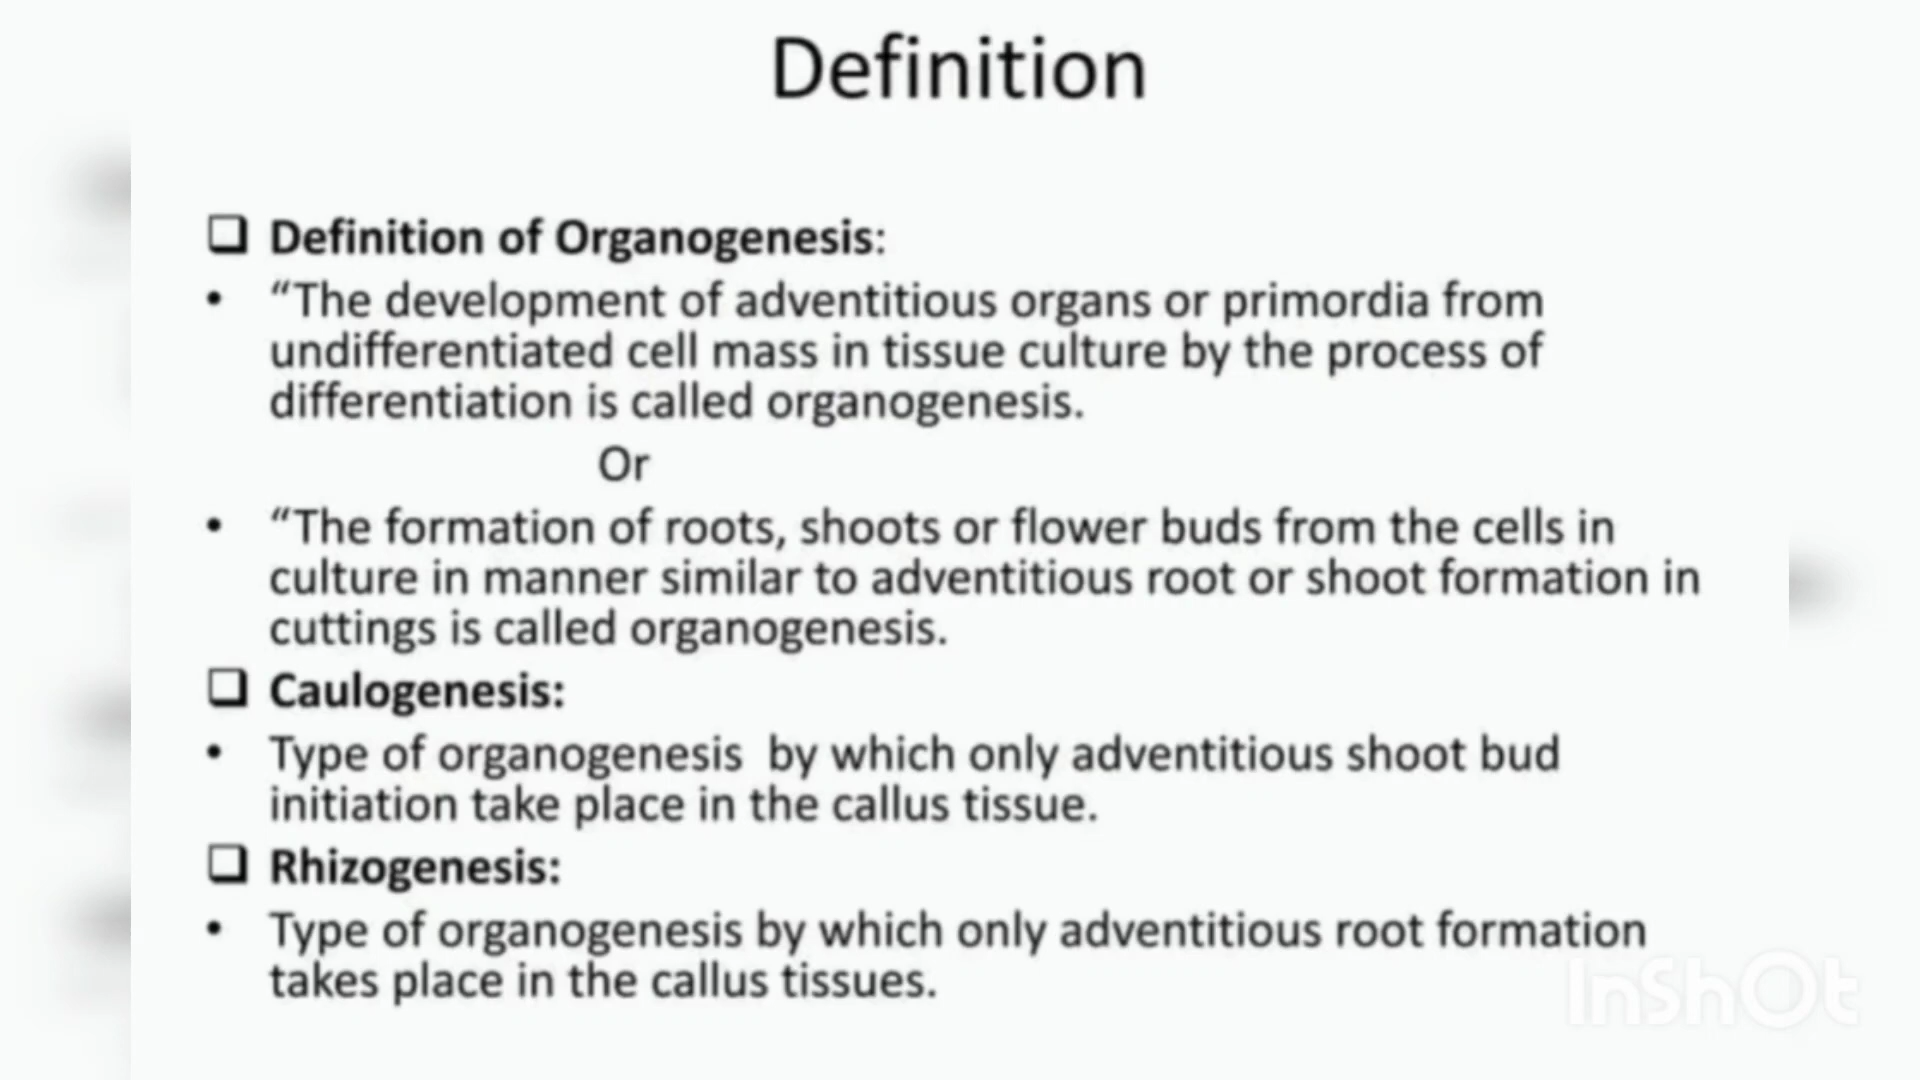 Definition
❑ Definition of Organogenesis:
• “The development of adventitious organs or primordia from
undifferentiated cell mass in tissue culture by the process of
differentiation is called organogenesis.
Or
• “The formation of roots, shoots or flower buds from the cells in
culture in manner similar to adventitious root or shoot formation in
cuttings is called organogenesis.
❑ Caulogenesis:
• Type of organogenesis  by which only adventitious shoot bud
initiation take place in the callus tissue.
❑ Rhizogenesis:
• Type of organogenesis by which only adventitious root formation
takes place in the callus tissues.
InShOt